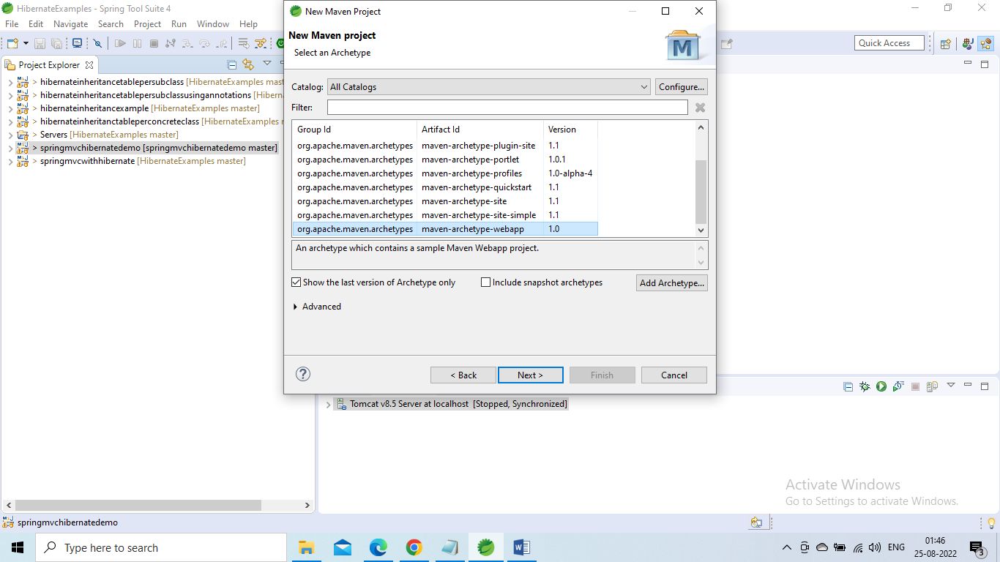 HibernateExamples - Spring Tool Suite 4
File Edit Navigate Search Project Run Window Help
Quick Access
Project Explorer
> hibernateinheritancetablepersubclass [HibernateExamples mast
> hibernateinheritancetablepersubclassusingannotations [Hiberna
> hibernateinheritancexample [HibernateExamples master]
> hibernateinheritanctableperconcreteclass [HibernateExamples r
> Servers [HibernateExamples master]
> springmvchibernatedemo [springmvchibernatedemo master]
> springmvcwithhibernate [HibernateExamples master]
New Maven Project
New Maven project
Select an Archetype
M
Catalog: All Catalogs Configure...
Filter:
Group Id Artifact Id Version
org.apache.maven.archetypes maven-archetype-plugin-site 1.1
org.apache.maven.archetypes maven-archetype-portlet 1.0.1
org.apache.maven.archetypes maven-archetype-profiles 1.0-alpha-4
org.apache.maven.archetypes maven-archetype-quickstart 1.1
org.apache.maven.archetypes maven-archetype-site 1.1
org.apache.maven.archetypes maven-archetype-site-simple 1.1
org.apache.maven.archetypes maven-archetype-webapp 1.0
An archetype which contains a sample Maven Webapp project.
Show the last version of Archetype only Include snapshot archetypes Add Archetype...
Advanced
? < Back Next > Finish Cancel
Tomcat v8.5 Server at localhost [Stopped, Synchronized]
Activate Windows
Go to Settings to activate Windows.
springmvchibernatedemo
Type here to search
ENG
01:46
25-08-2022
3